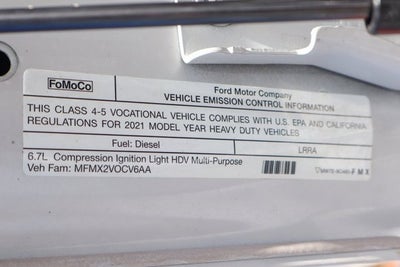 FoMoCo
Ford Motor Company
VEHICLE EMISSION CONTROL INFORMATION
THIS CLASS 4-5 VOCATIONAL VEHICLE COMPLIES WITH U.S. EPA AND CALIFORNIA
REGULATIONS FOR 2021 MODEL YEAR HEAVY DUTY VEHICLES
Fuel: Diesel
LRRA
6.7L Compression Ignition Light HDV Multi-Purpose
Veh Fam: MFMX2VOCV6AA
FMX